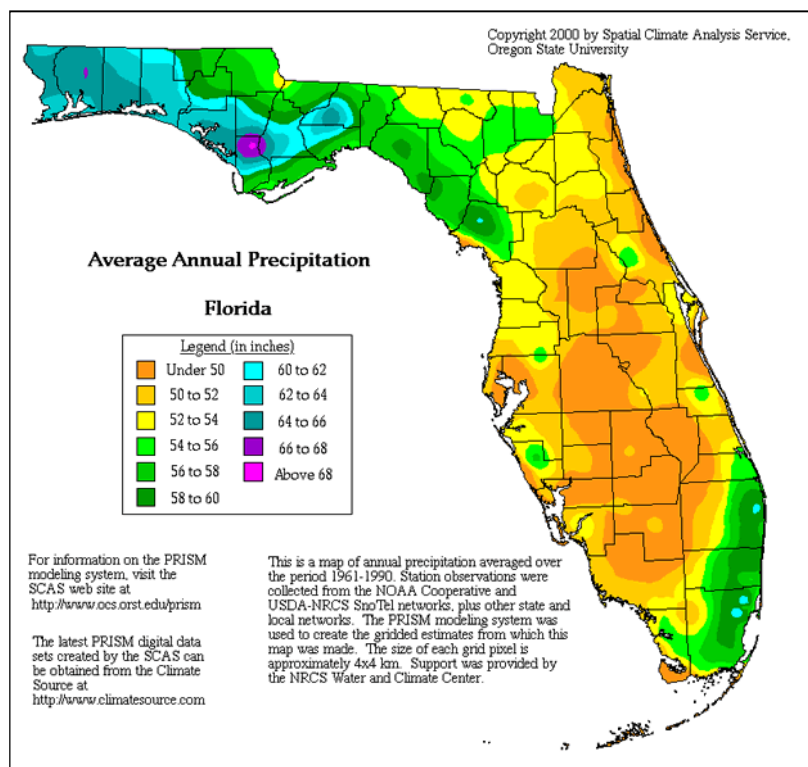 Copyright 2000 by Spatial Climate Analysis Service,
Oregon State University
Average Annual Precipitation
Florida
Legend (in inches)
Under 50
50 to 52
52 to 54
54 to 56
56 to 58
58 to 60
60 to 62
62 to 64
64 to 66
66 to 68
Above 68
For information on the PRISM
modeling system, visit the
SCAS web site at
http://www.ocs.orst.edu/prism
The latest PRISM digital data
sets created by the SCAS can
be obtained from the Climate
Source at
http://www.climatesource.com
This is a map of annual precipitation averaged over
the period 1961-1990. Station observations were
collected from the NOAA Cooperative and
USDA-NRCS SnoTel networks, plus other state and
local networks. The PRISM modeling system was
used to create the gridded estimates from which this
map was made. The size of each grid pixel is
approximately 4x4 km. Support was provided by
the NRCS Water and Climate Center.